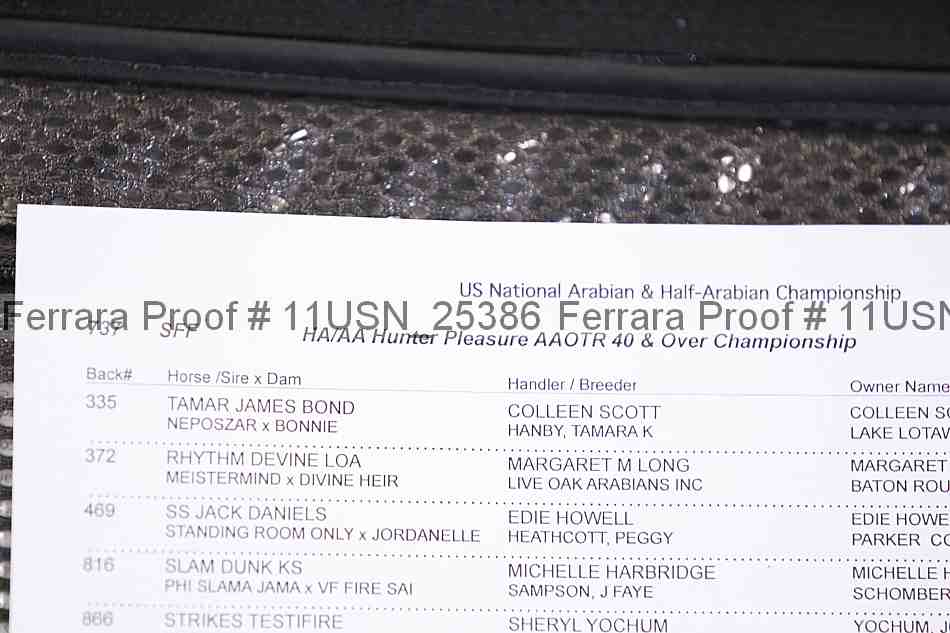 US National Arabian & Half-Arabian Championship
Ferrara Proof # 11USN_25386 Ferrara Proof # 11USN
737 SFF HA/AA Hunter Pleasure AAOTR 40 & Over Championship
Back# Horse /Sire x Dam Handler / Breeder Owner Name
335 TAMAR JAMES BOND COLLEEN SCOTT COLLEEN SC
NEPOSZAR x BONNIE HANBY, TAMARA K LAKE LOTAW
372 RHYTHM DEVINE LOA MARGARET M LONG MARGARET
MEISTERMIND x DIVINE HEIR LIVE OAK ARABIANS INC BATON ROU
469 SS JACK DANIELS EDIE HOWELL EDIE HOWE
STANDING ROOM ONLY x JORDANELLE HEATHCOTT, PEGGY PARKER CO
816 SLAM DUNK KS MICHELLE HARBRIDGE MICHELLE H
PHI SLAMA JAMA x VF FIRE SAI SAMPSON, J FAYE SCHOMBER
866 STRIKES TESTIFIRE SHERYL YOCHUM YOCHUM, J